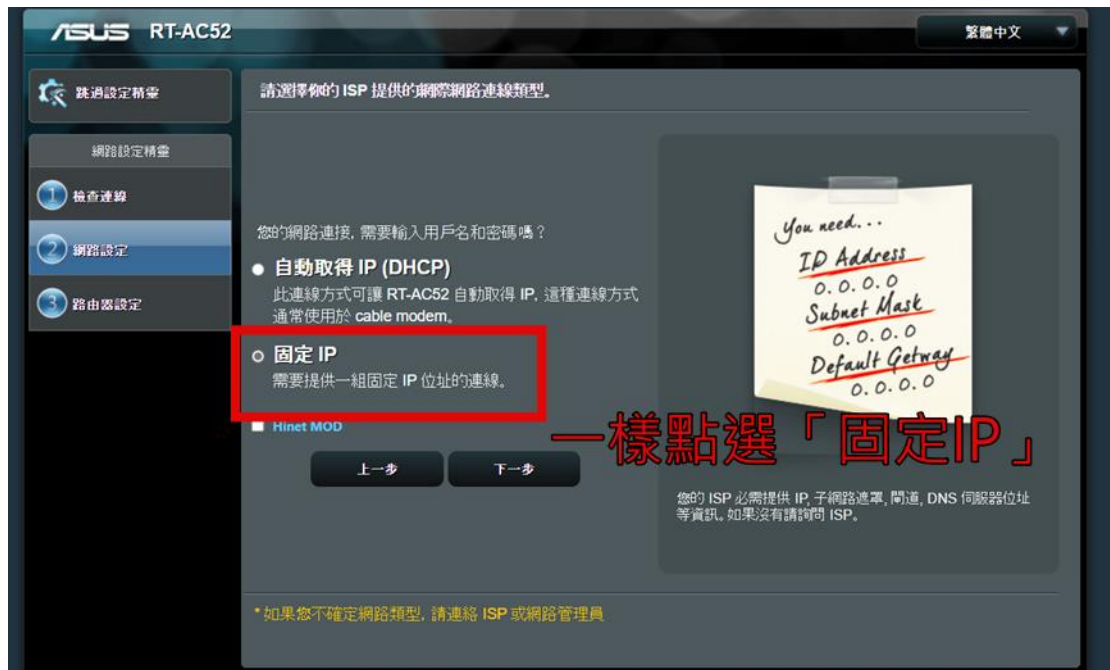 ASUS RT-AC52
繁體中文
跳過設定精靈
網路設定精靈
1 檢查連線
2 網路設定
3 路由器設定
請選擇你的 ISP 提供的網際網路連線類型。
您的網路連接, 需要輸入用戶名和密碼嗎？
自動取得 IP (DHCP)
此連線方式可讓 RT-AC52 自動取得 IP, 這種連線方式
通常使用於 cable modem。
固定 IP
需要提供一組固定 IP 位址的連線。
Hinet MOD
上一步
下一步
You need...
ID Address
0.0.0.0
Subnet Mask
0.0.0.0
Default Getway
0.0.0.0
一樣點選「固定IP」
您的 ISP 必需提供 IP, 子網路遮罩, 閘道, DNS 伺服器位址
等資訊。如果沒有請詢問 ISP。
*如果您不確定網路類型, 請連絡 ISP 或網路管理員